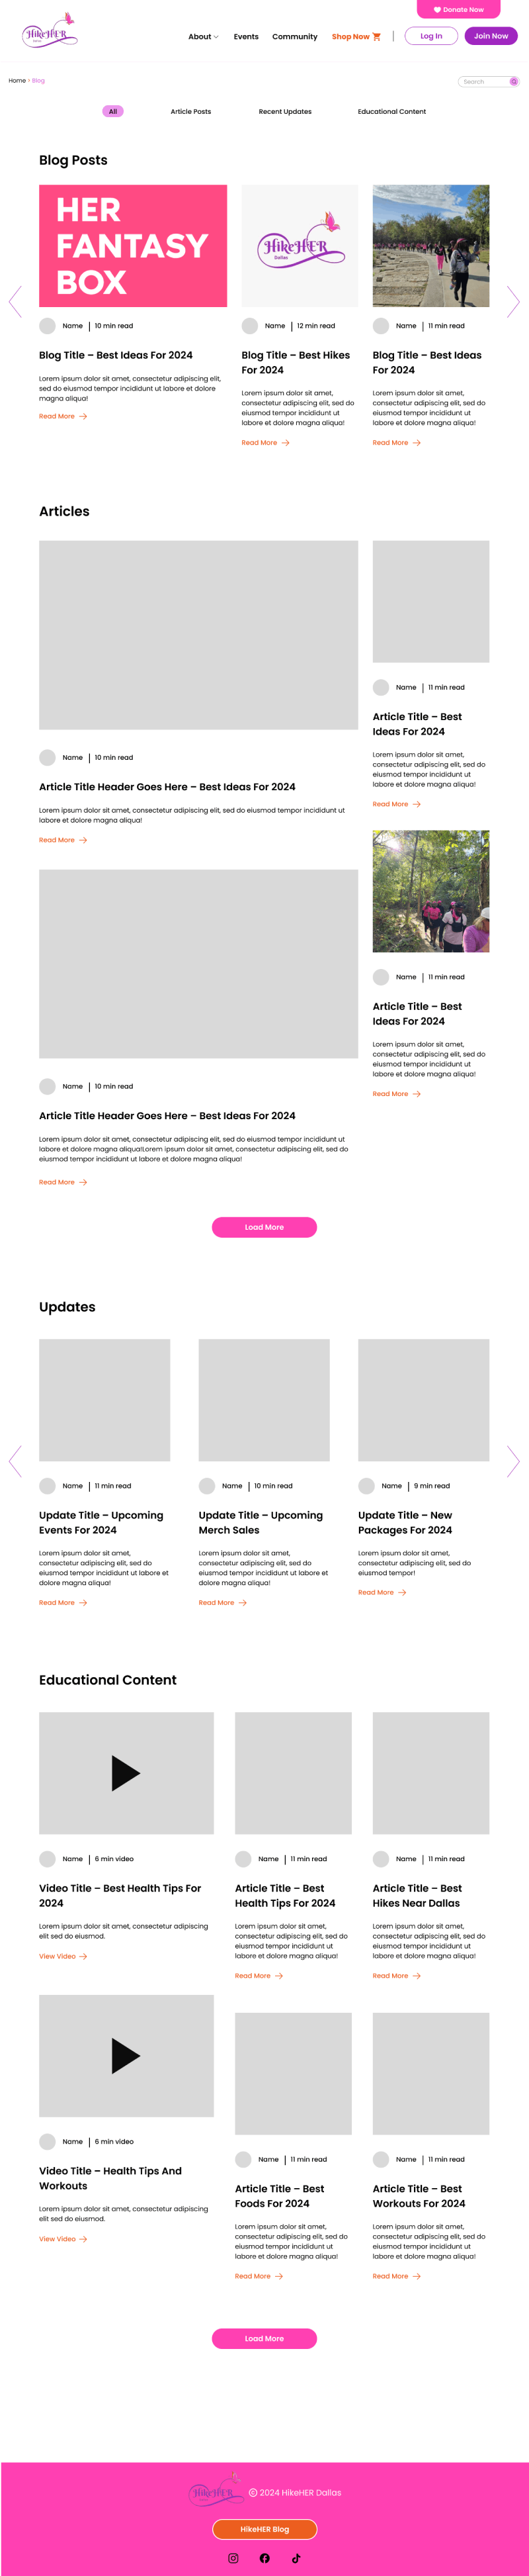 Donate Now
HikeHER
Dallas
About
Events
Community
Shop Now
Log In
Join Now
Home > Blog
Search
All
Article Posts
Recent Updates
Educational Content
Blog Posts
HER
FANTASY
BOX
Name | 10 min read
Blog Title – Best Ideas For 2024
Lorem ipsum dolor sit amet, consectetur adipiscing elit,
sed do eiusmod tempor incididunt ut labore et dolore
magna aliqua!
Read More
HikeHER
Dallas
Name | 12 min read
Blog Title – Best Hikes
For 2024
Lorem ipsum dolor sit amet,
consectetur adipiscing elit, sed do
eiusmod tempor incididunt ut
labore et dolore magna aliqua!
Read More
Name | 11 min read
Blog Title – Best Ideas
For 2024
Lorem ipsum dolor sit amet,
consectetur adipiscing elit, sed do
eiusmod tempor incididunt ut
labore et dolore magna aliqua!
Read More
Articles
Name | 10 min read
Article Title Header Goes Here – Best Ideas For 2024
Lorem ipsum dolor sit amet, consectetur adipiscing elit, sed do eiusmod tempor incididunt ut
labore et dolore magna aliqua!
Read More
Name | 10 min read
Article Title Header Goes Here – Best Ideas For 2024
Lorem ipsum dolor sit amet, consectetur adipiscing elit, sed do eiusmod tempor incididunt ut
labore et dolore magna aliqua!Lorem ipsum dolor sit amet, consectetur adipiscing elit, sed do
eiusmod tempor incididunt ut labore et dolore magna aliqua!
Read More
Name | 11 min read
Article Title – Best
Ideas For 2024
Lorem ipsum dolor sit amet,
consectetur adipiscing elit, sed do
eiusmod tempor incididunt ut
labore et dolore magna aliqua!
Read More
Name | 11 min read
Article Title – Best
Ideas For 2024
Lorem ipsum dolor sit amet,
consectetur adipiscing elit, sed do
eiusmod tempor incididunt ut
labore et dolore magna aliqua!
Read More
Load More
Updates
Name | 11 min read
Update Title – Upcoming
Events For 2024
Lorem ipsum dolor sit amet,
consectetur adipiscing elit, sed do
eiusmod tempor incididunt ut labore et
dolore magna aliqua!
Read More
Name | 10 min read
Update Title – Upcoming
Merch Sales
Lorem ipsum dolor sit amet,
consectetur adipiscing elit, sed do
eiusmod tempor incididunt ut labore et
dolore magna aliqua!
Read More
Name | 9 min read
Update Title – New
Packages For 2024
Lorem ipsum dolor sit amet,
consectetur adipiscing elit, sed do
eiusmod tempor!
Read More
Educational Content
Name | 6 min video
Video Title – Best Health Tips For
2024
Lorem ipsum dolor sit amet, consectetur adipiscing
elit sed do eiusmod.
View Video
Name | 11 min read
Article Title – Best
Health Tips For 2024
Lorem ipsum dolor sit amet,
consectetur adipiscing elit, sed do
eiusmod tempor incididunt ut
labore et dolore magna aliqua!
Read More
Name | 11 min read
Article Title – Best
Hikes Near Dallas
Lorem ipsum dolor sit amet,
consectetur adipiscing elit, sed do
eiusmod tempor incididunt ut
labore et dolore magna aliqua!
Read More
Name | 6 min video
Video Title – Health Tips And
Workouts
Lorem ipsum dolor sit amet, consectetur adipiscing
elit sed do eiusmod.
View Video
Name | 11 min read
Article Title – Best
Foods For 2024
Lorem ipsum dolor sit amet,
consectetur adipiscing elit, sed do
eiusmod tempor incididunt ut
labore et dolore magna aliqua!
Read More
Name | 11 min read
Article Title – Best
Workouts For 2024
Lorem ipsum dolor sit amet,
consectetur adipiscing elit, sed do
eiusmod tempor incididunt ut
labore et dolore magna aliqua!
Read More
Load More
HikeHER
© 2024 HikeHER Dallas
HikeHER Blog